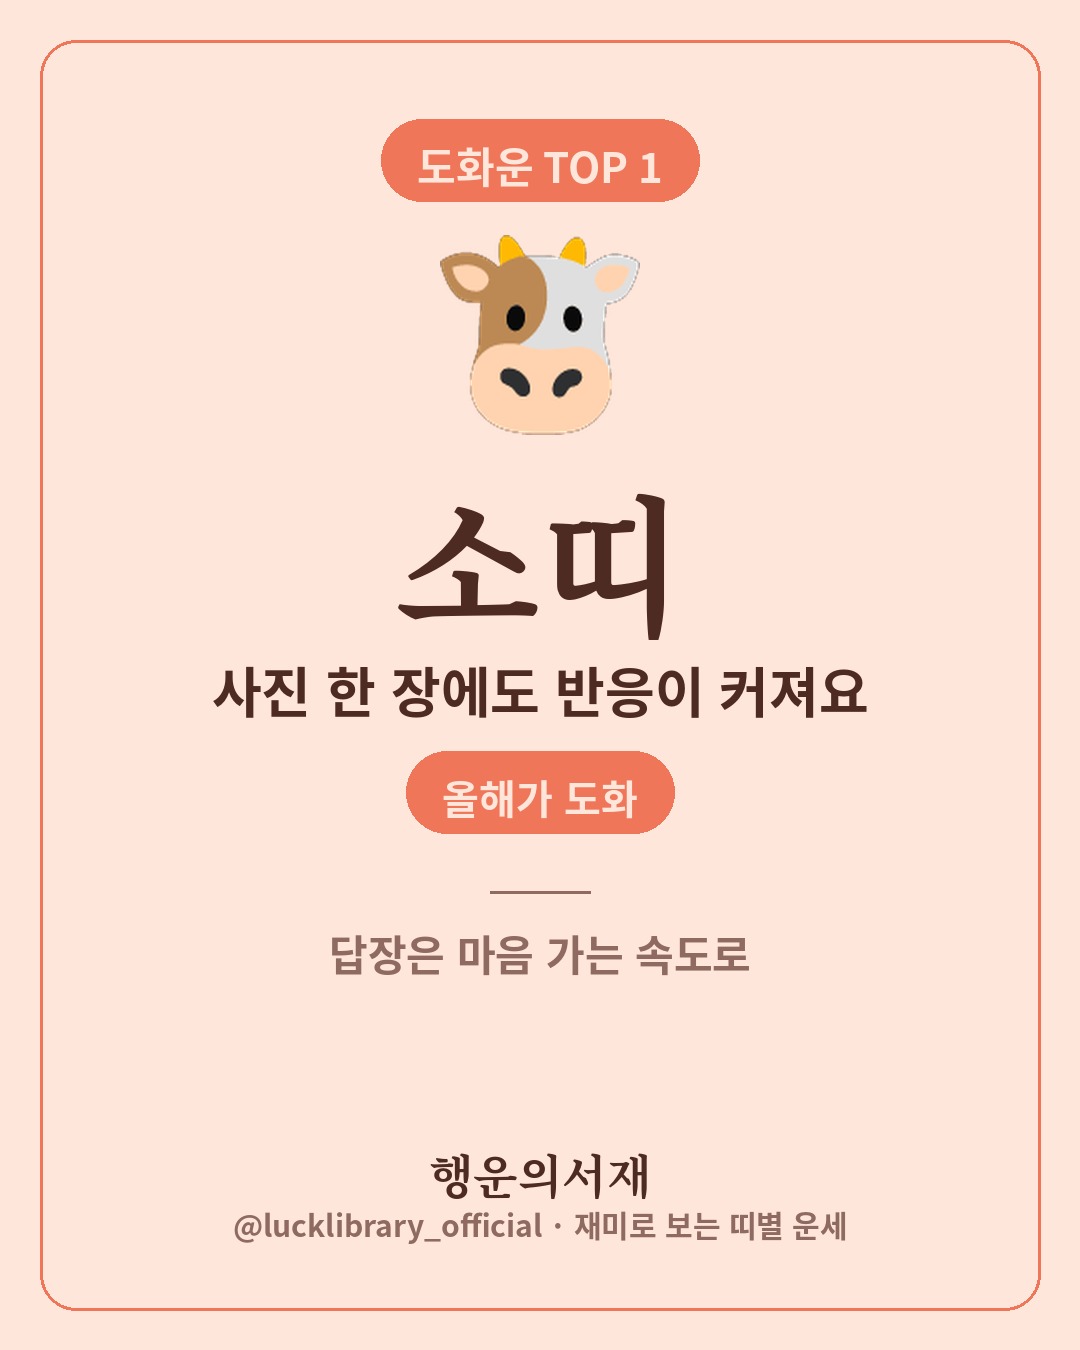 도화운 TOP 1
소띠
사진 한 장에도 반응이 커져요
올해가 도화
답장은 마음 가는 속도로
행운의서재
@lucklibrary_official · 재미로 보는 띠별 운세